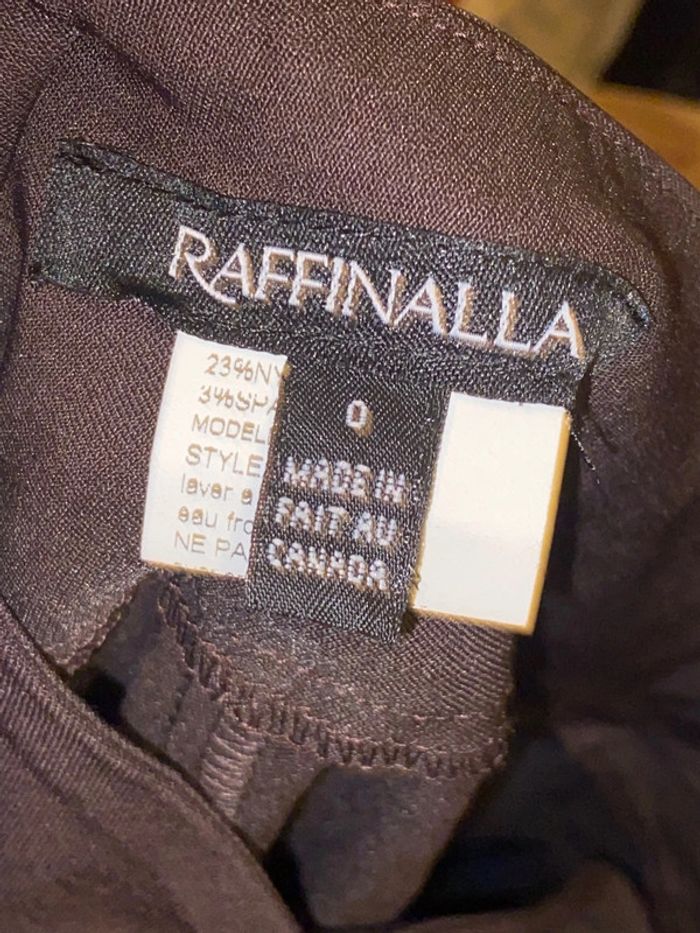 RAFFINALLA
23%NY
3%SPA
MODEL
STYLE
laver a
eau fro
NE PA
0
MADE IN
FAIT AU
CANADA